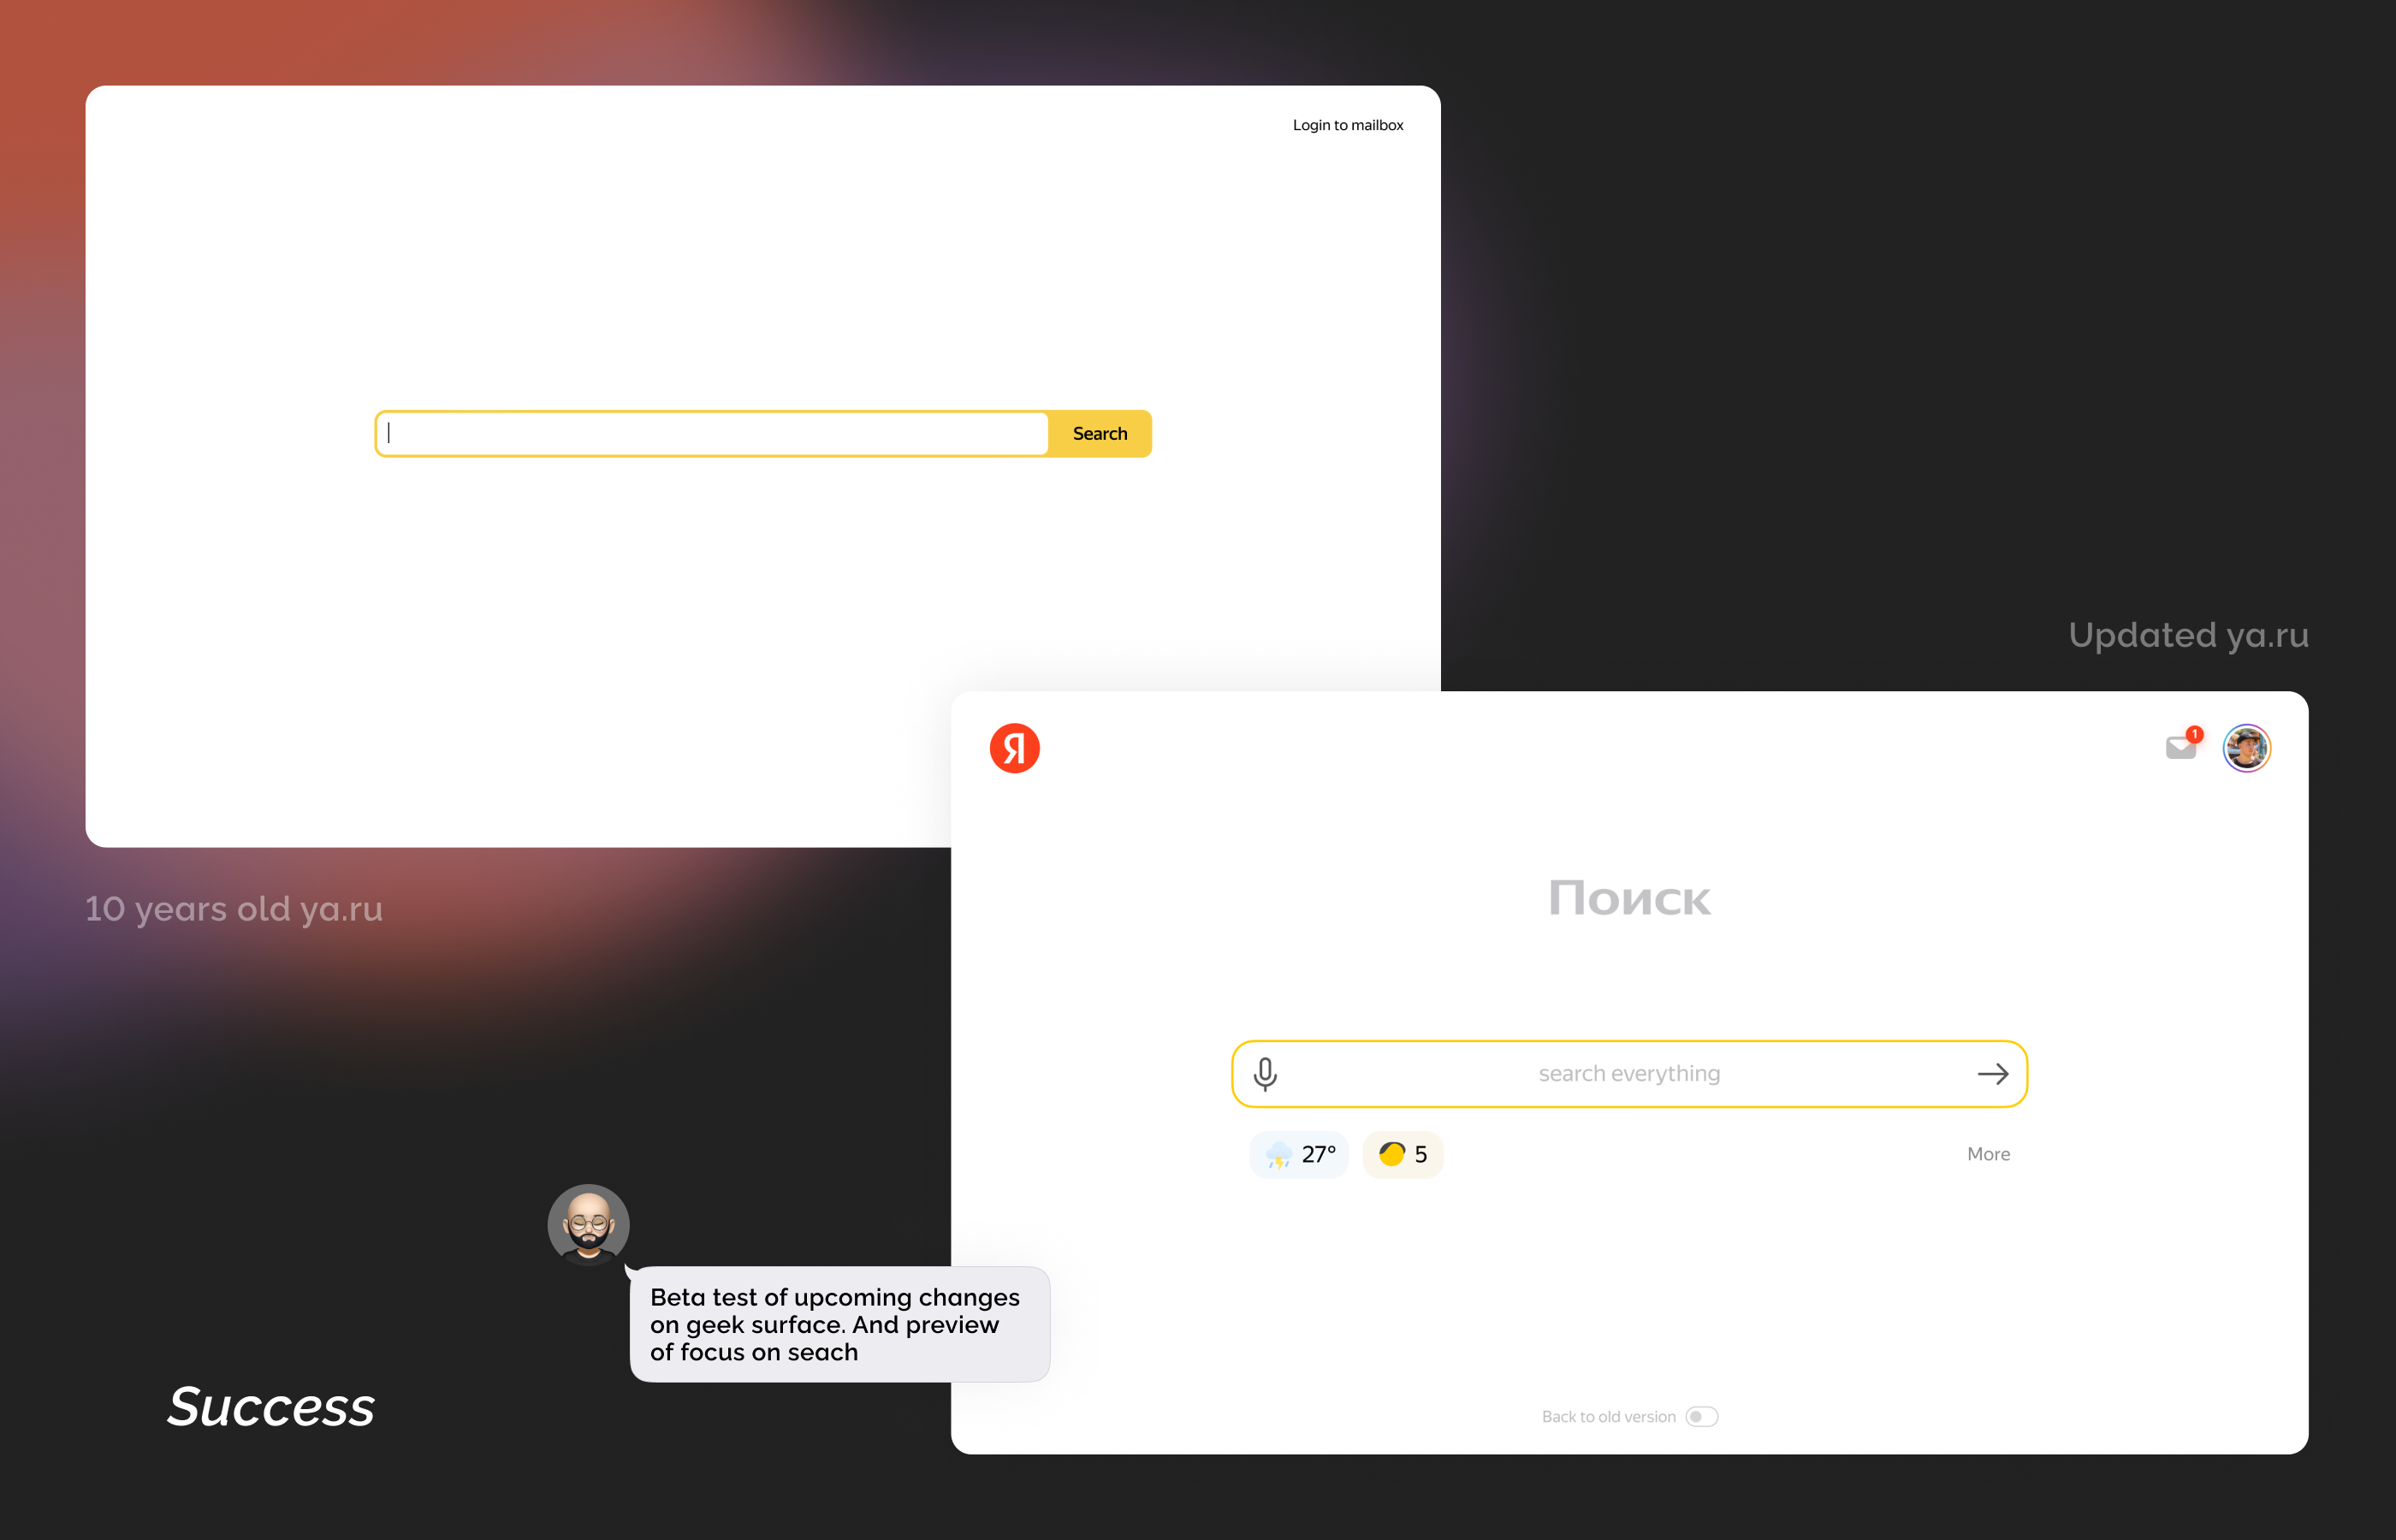 Login to mailbox
Search
10 years old ya.ru
Updated ya.ru
Я
1
Поиск
search everything
27°
5
More
Beta test of upcoming changes
on geek surface. And preview
of focus on seach
Success
Back to old version